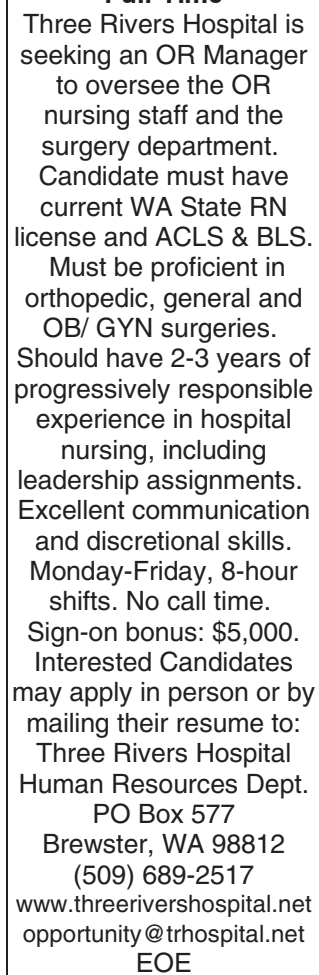 Three Rivers Hospital is
seeking an OR Manager
to oversee the OR
nursing staff and the
surgery department.
Candidate must have
current WA State RN
license and ACLS & BLS.
Must be proficient in
orthopedic, general and
OB/ GYN surgeries.
Should have 2-3 years of
progressively responsible
experience in hospital
nursing, including
leadership assignments.
Excellent communication
and discretional skills.
Monday-Friday, 8-hour
shifts. No call time.
Sign-on bonus: $5,000.
Interested Candidates
may apply in person or by
mailing their resume to:
Three Rivers Hospital
Human Resources Dept.
PO Box 577
Brewster, WA 98812
(509) 689-2517
www.threerivershospital.net
opportunity@trhospital.net
EOE